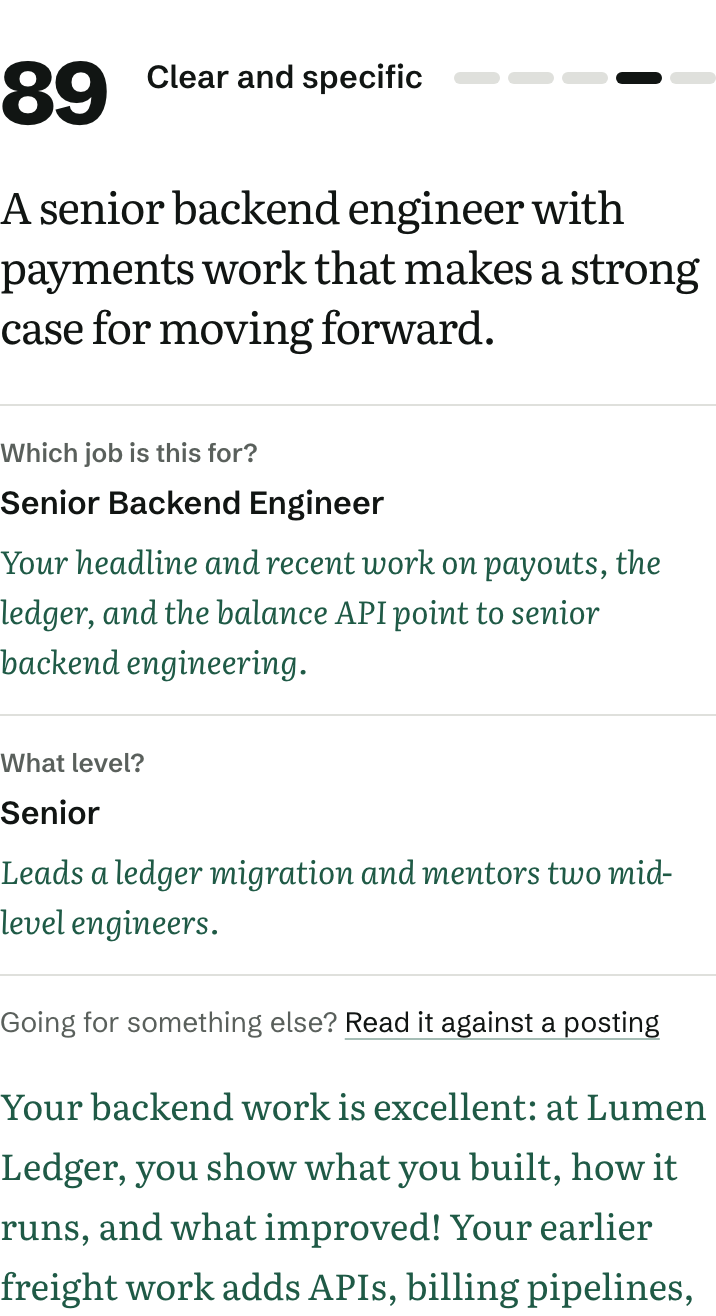 89 Clear and specific
A senior backend engineer with
payments work that makes a strong
case for moving forward.
Which job is this for?
Senior Backend Engineer
Your headline and recent work on payouts, the
ledger, and the balance API point to senior
backend engineering.
What level?
Senior
Leads a ledger migration and mentors two mid-
level engineers.
Going for something else? Read it against a posting
Your backend work is excellent: at Lumen
Ledger, you show what you built, how it
runs, and what improved! Your earlier
freight work adds APIs, billing pipelines,